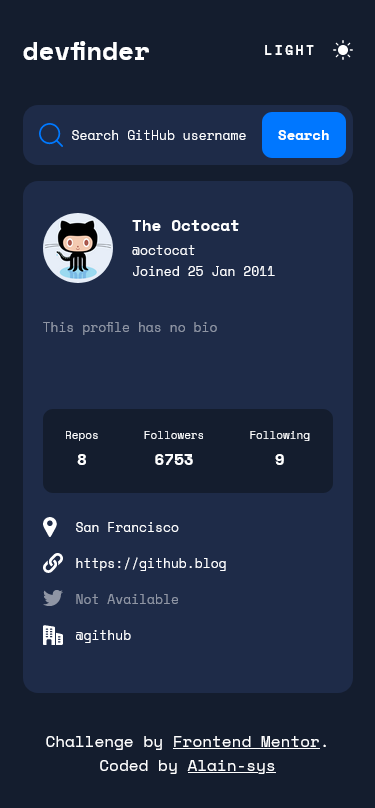 devfinder
LIGHT
Search GitHub username
Search
The Octocat
@octocat
Joined 25 Jan 2011
This profile has no bio
Repos Followers Following
8 6753 9
San Francisco
https://github.blog
Not Available
@github
Challenge by Frontend Mentor.
Coded by Alain-sys